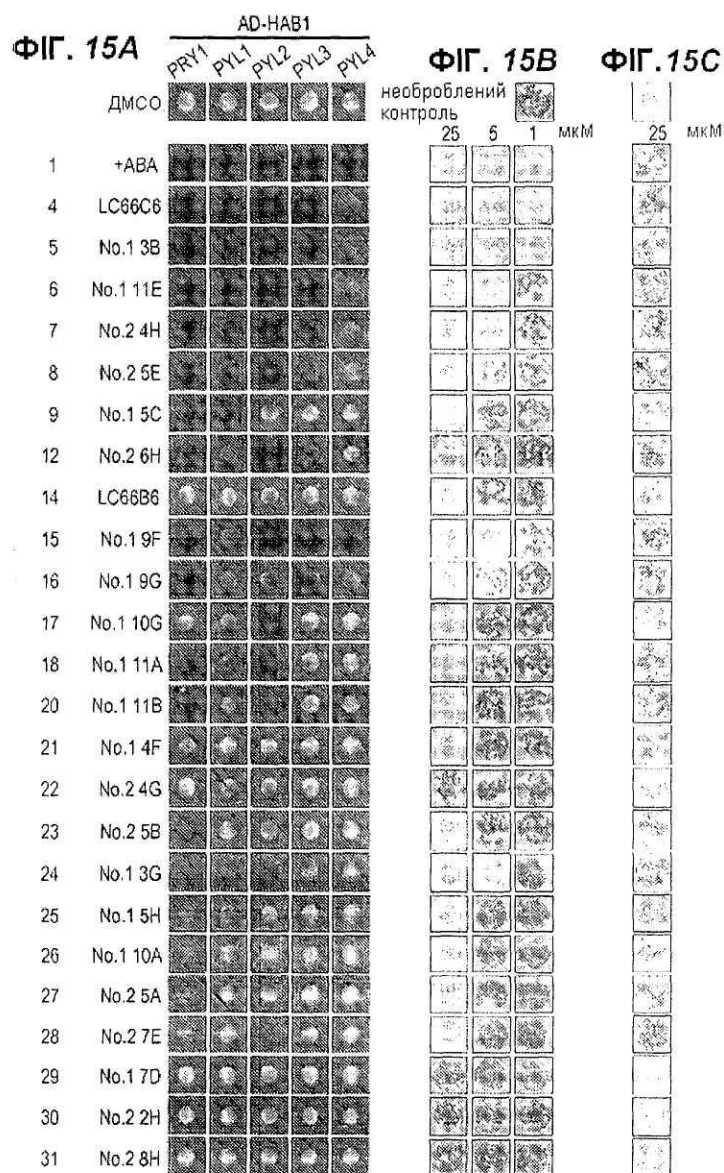 AD-HAB1
ФІГ. 15A ФІГ. 15B ФІГ.15C
PRY1 PYL1 PYL2 PYL3 PYL4
ДМСО необроблений контроль
25 5 1 мкМ 25 мкМ
1 +ABA
4 LC66C6
5 No.1 3B
6 No.1 11E
7 No.2 4H
8 No.2 5E
9 No.1 5C
12 No.2 6H
14 LC66B6
15 No.1 9F
16 No.1 9G
17 No.1 10G
18 No.1 11A
20 No.1 11B
21 No.1 4F
22 No.2 4G
23 No.2 5B
24 No.1 3G
25 No.1 5H
26 No.1 10A
27 No.2 5A
28 No.2 7E
29 No.1 7D
30 No.2 2H
31 No.2 8H